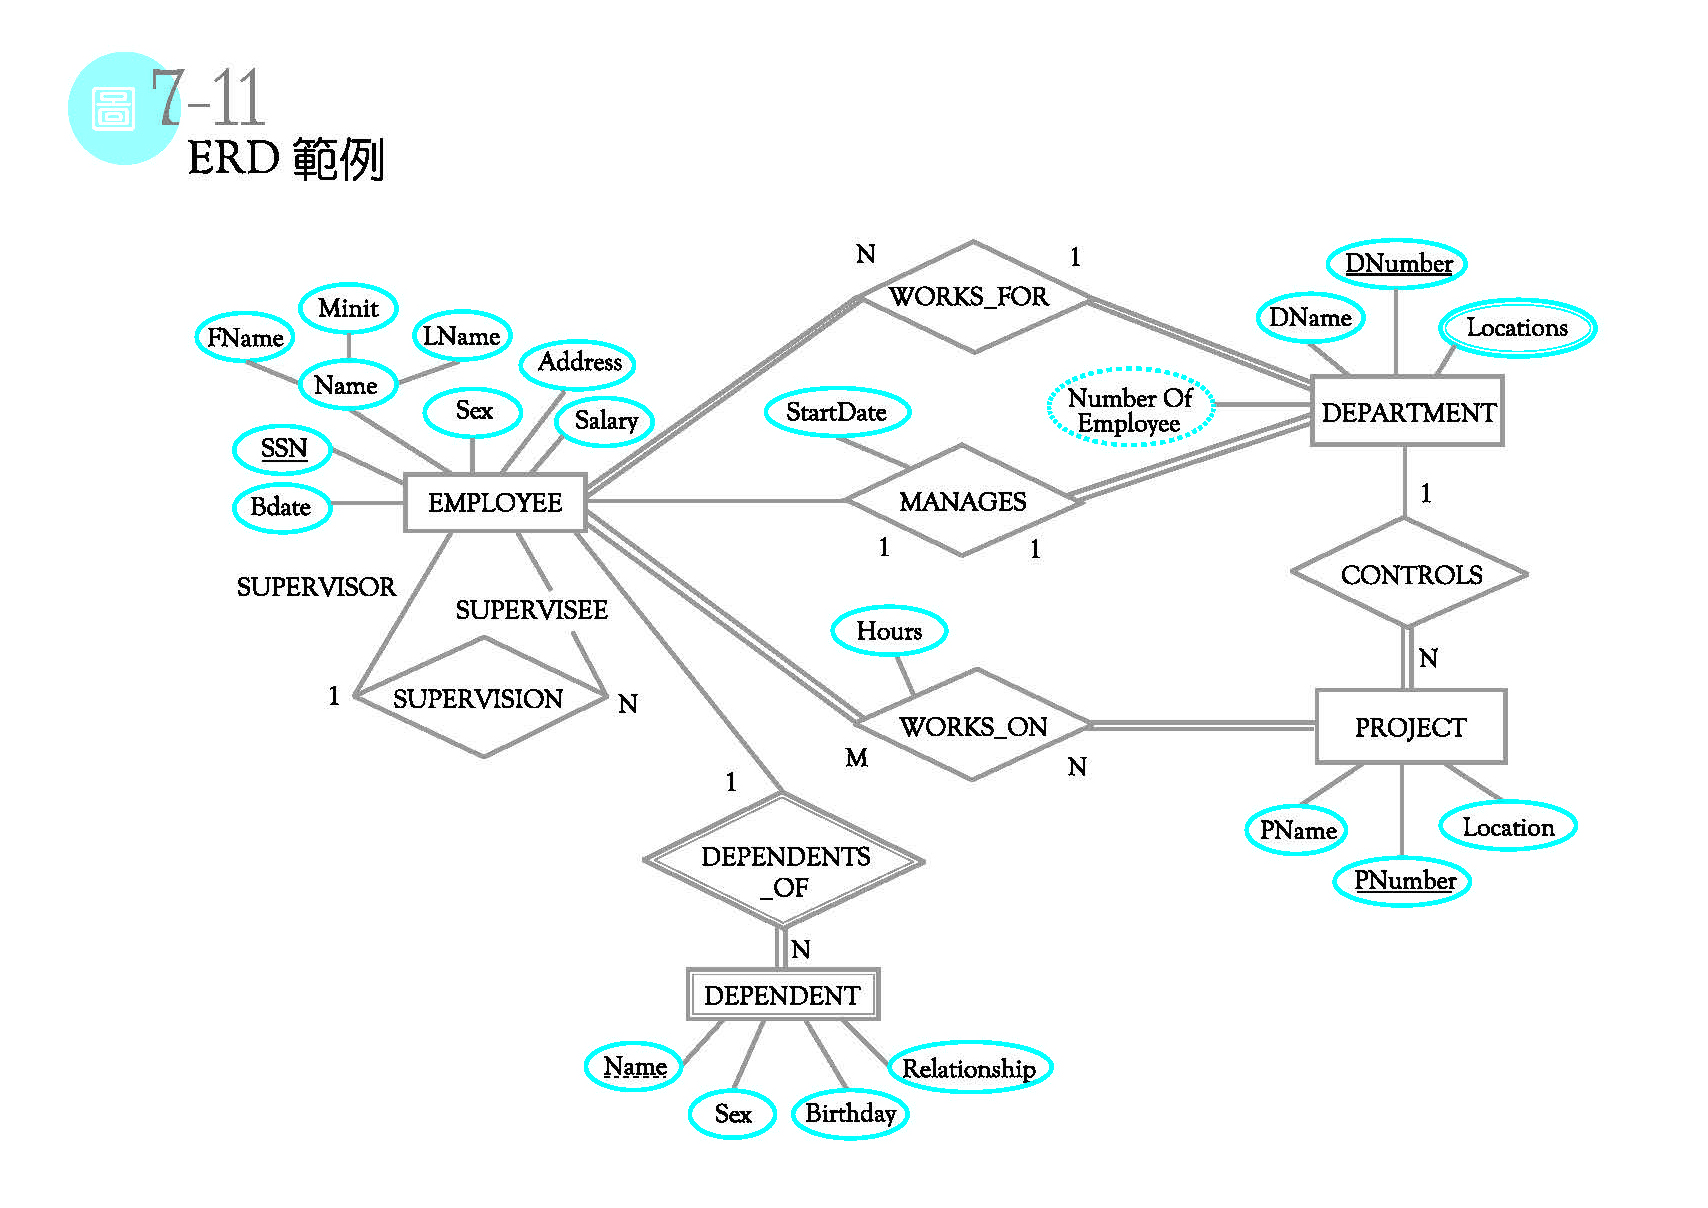 圖 7-11
ERD 範例
N
1
WORKS_FOR
DNumber
DName
Locations
Minit
FName
LName
Name
Address
Sex
Salary
StartDate
Number Of
Employee
DEPARTMENT
SSN
Bdate
EMPLOYEE
MANAGES
1
1
1
CONTROLS
SUPERVISOR
SUPERVISEE
Hours
N
1
SUPERVISION
N
WORKS_ON
M
N
PROJECT
1
PName
Location
PNumber
DEPENDENTS
_OF
N
DEPENDENT
Name
Relationship
Sex
Birthday